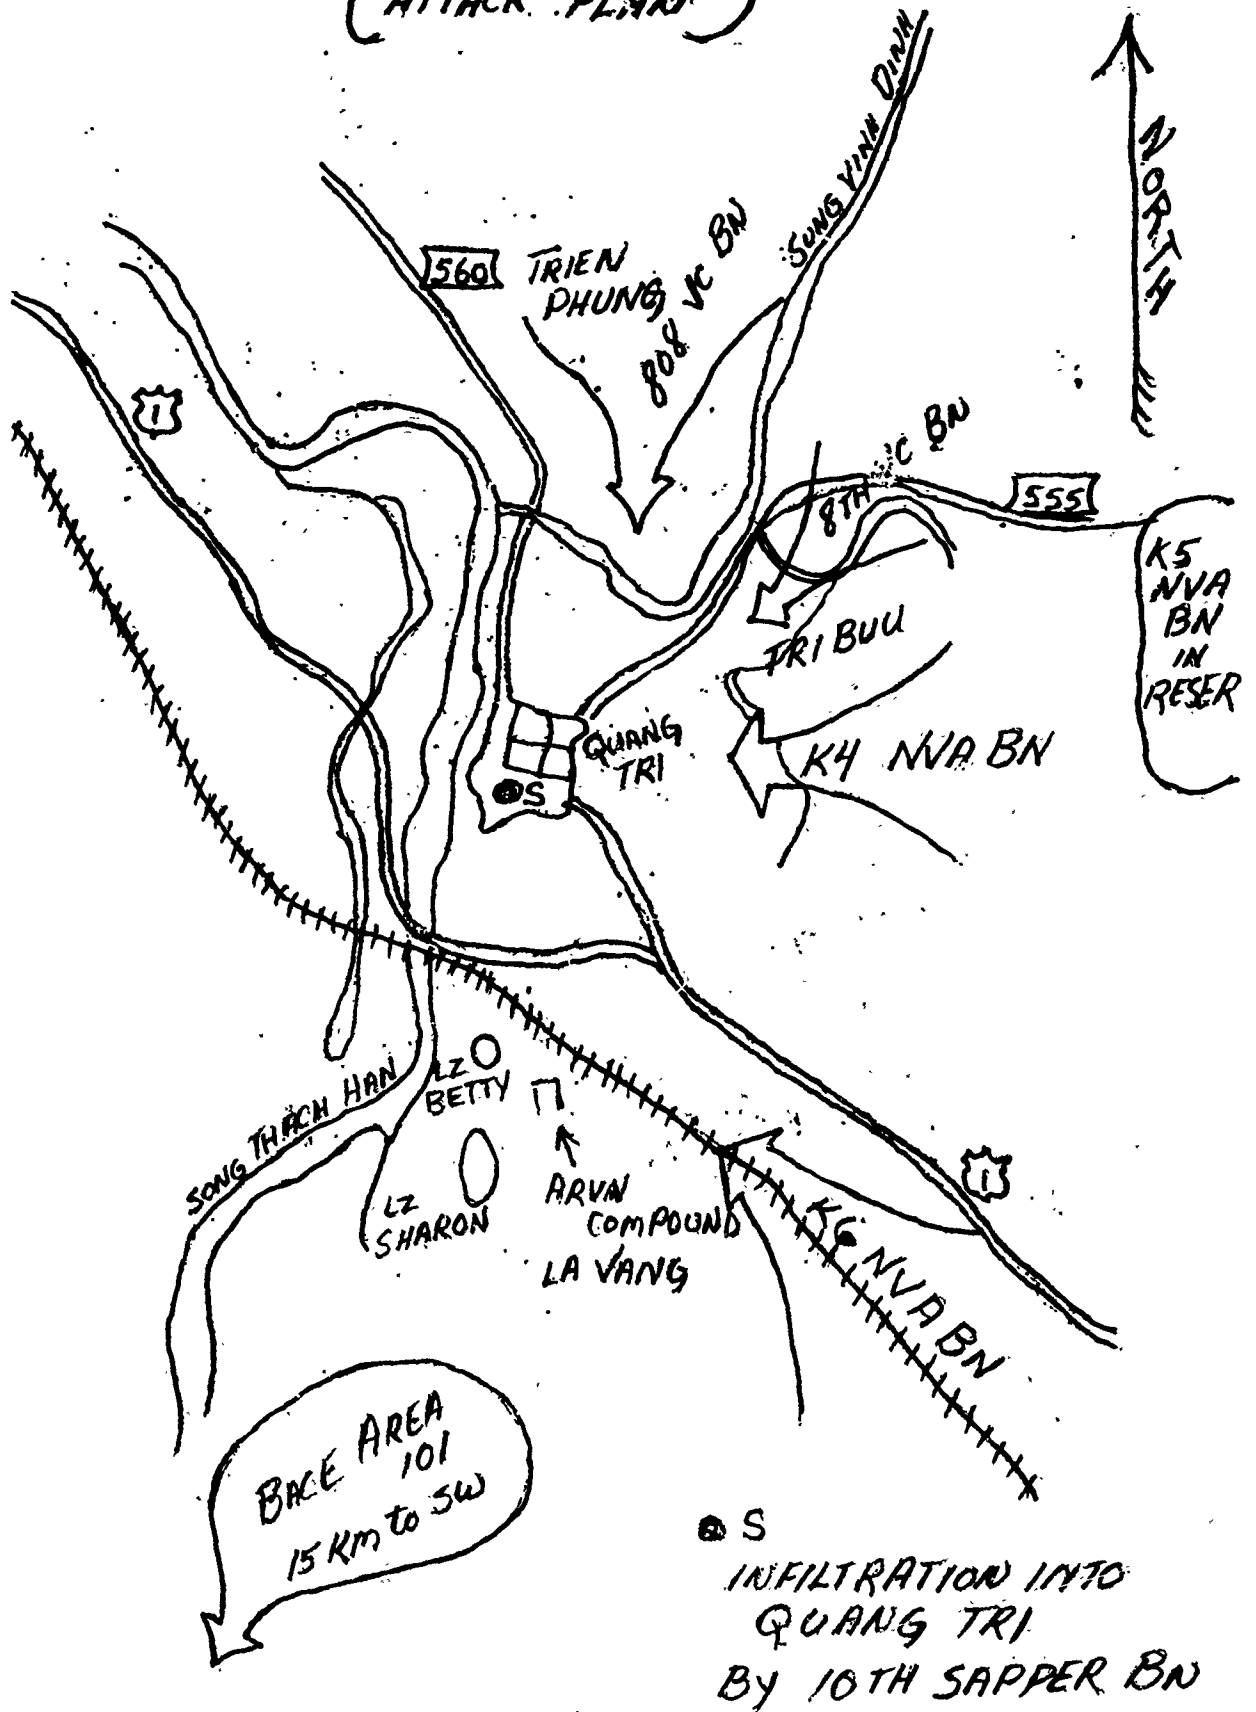 ATTACK PLAN
NORTH
SUNG VINH DINH
560
TRIEN
PHUNG
808 VC BN
1
8TH VC BN
555
K5
NVA
BN
IN
RESER
TRI BUU
QUANG
TRI
K4 NVA BN
S
LZ
BETTY
SONG THACH HAN
LZ
SHARON
ARVN
COMPOUND
LA VANG
1
K6 NVA BN
BACE AREA
101
15 Km to SW
S
INFILTRATION INTO
QUANG TRI
BY 10TH SAPPER BN